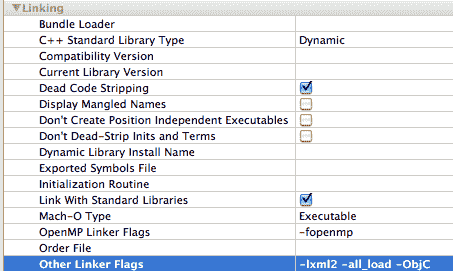 Linking
Bundle Loader
C++ Standard Library Type Dynamic
Compatibility Version
Current Library Version
Dead Code Stripping
Display Mangled Names
Don't Create Position Independent Executables
Don't Dead-Strip Inits and Terms
Dynamic Library Install Name
Exported Symbols File
Initialization Routine
Link With Standard Libraries
Mach-O Type Executable
OpenMP Linker Flags -fopenmp
Order File
Other Linker Flags -lxml2 -all_load -ObjC